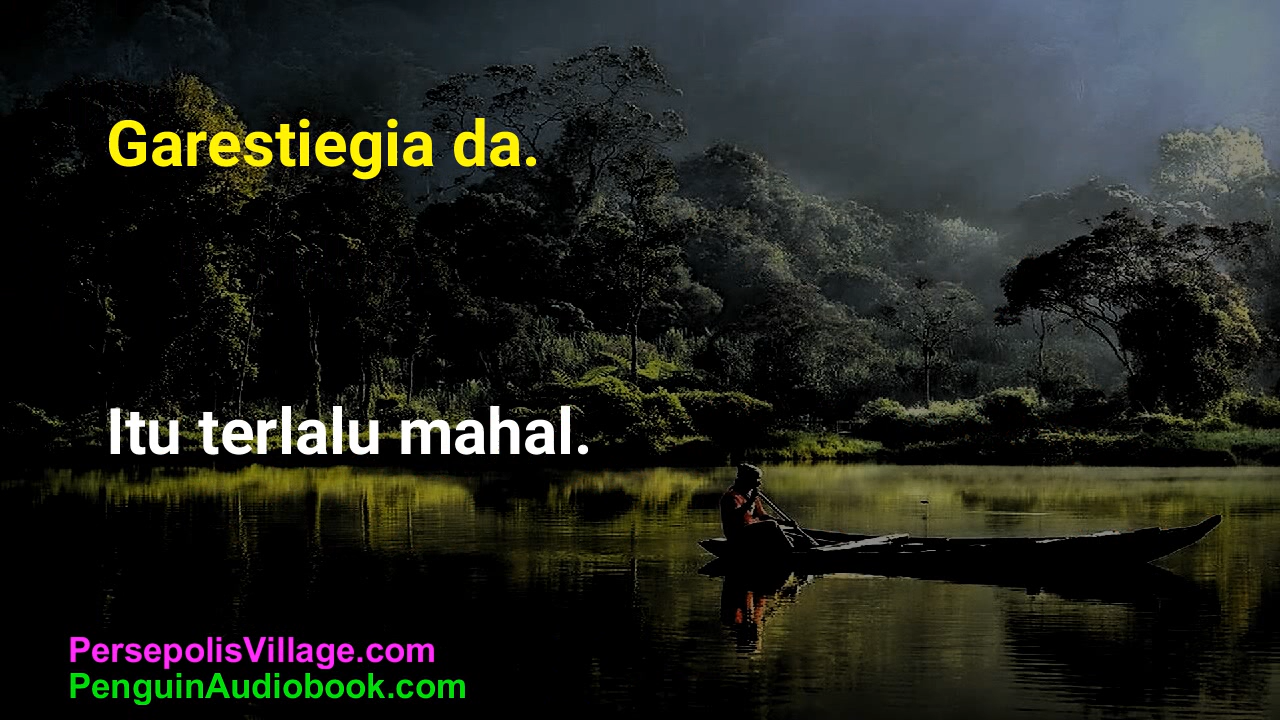 Garestiegia da.
Itu terlalu mahal.
PersepolisVillage.com
PenguinAudiobook.com